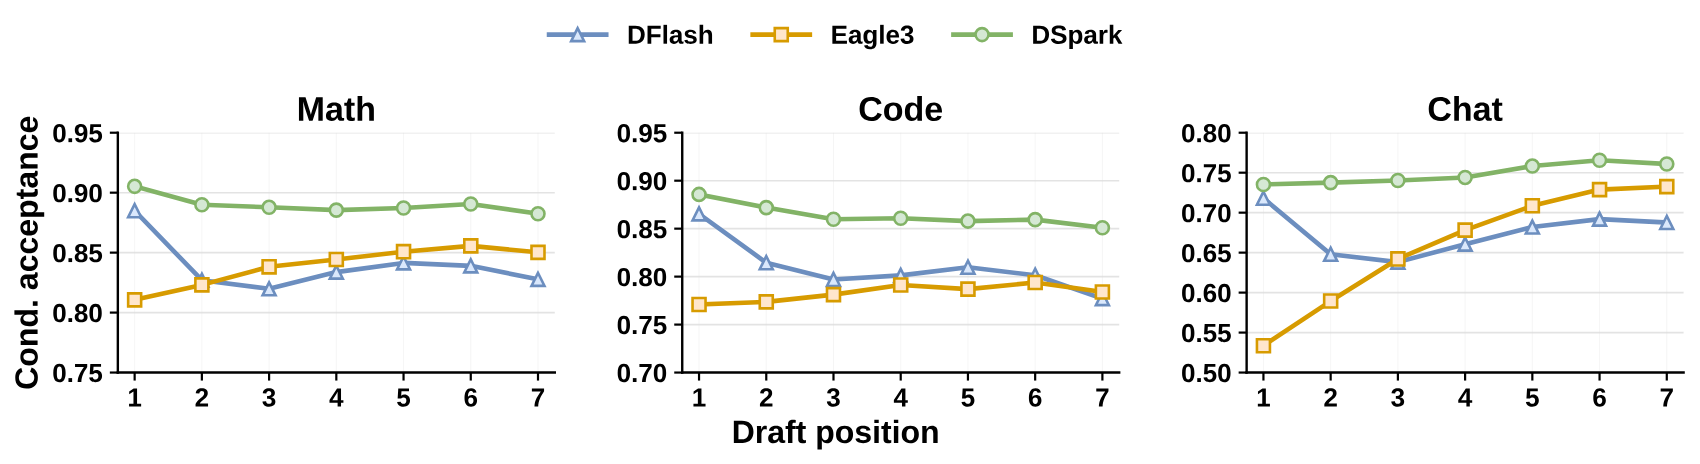 DFlash Eagle3 DSpark
Math
Cond. acceptance
0.95
0.90
0.85
0.80
0.75
1 2 3 4 5 6 7
Code
0.95
0.90
0.85
0.80
0.75
0.70
1 2 3 4 5 6 7
Draft position
Chat
0.80
0.75
0.70
0.65
0.60
0.55
0.50
1 2 3 4 5 6 7